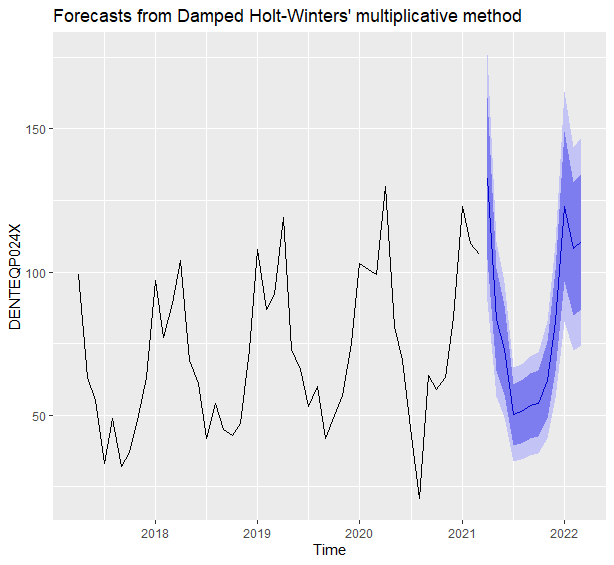 Forecasts from Damped Holt-Winters' multiplicative method
DENTEQP024X
150
100
50
2018 2019 2020 2021 2022
Time